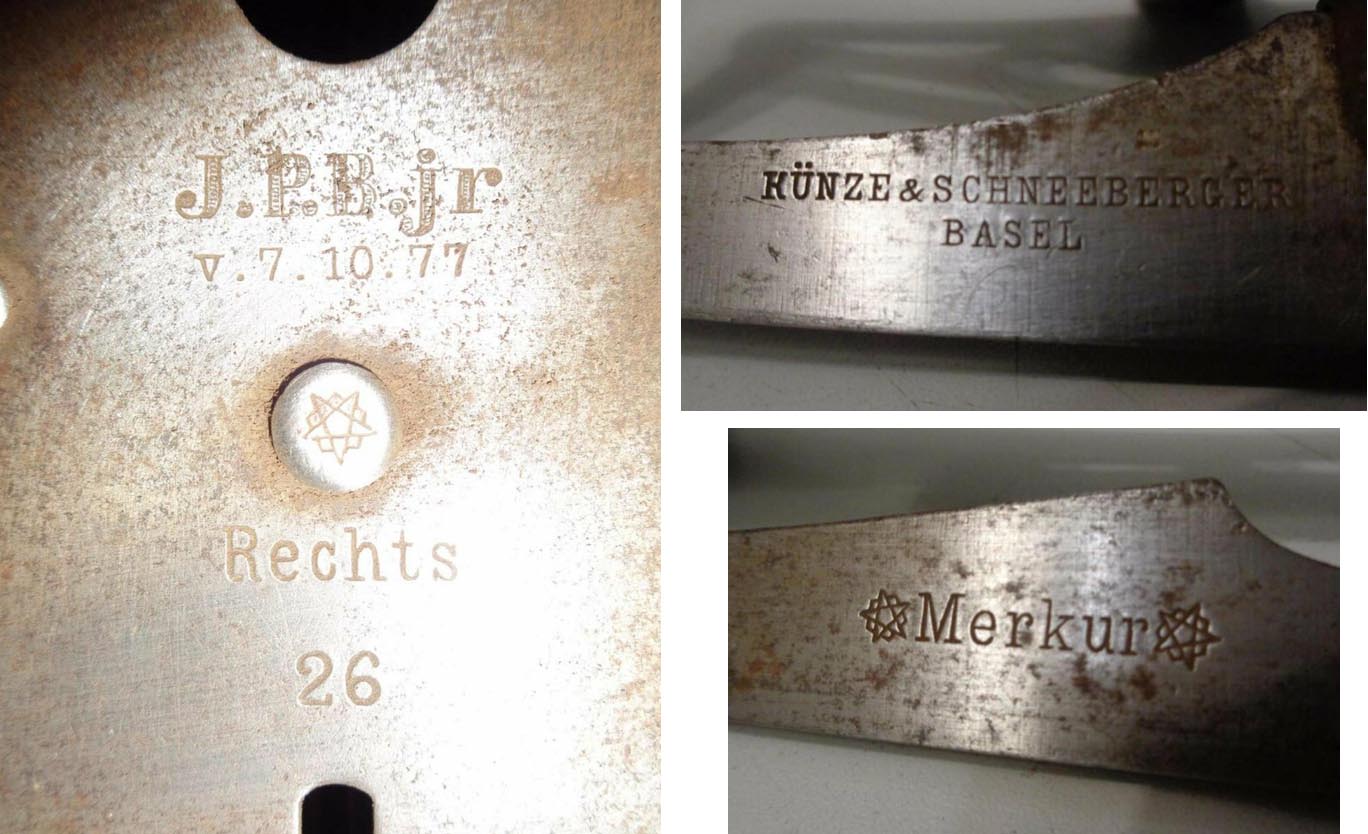 J.P.B.jr
v.7.10.77
Rechts
26
KÜNZE & SCHNEEBERGER
BASEL
Merkur